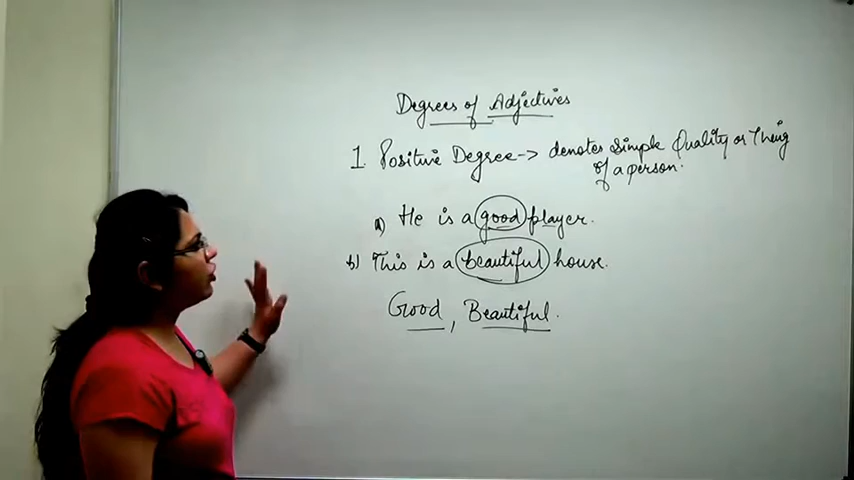 Degrees of Adjectives
1. Positive Degree -> denotes Simple Quality or Thing
of a person.
a) He is a good player.
b) This is a beautiful house.
Good, Beautiful.